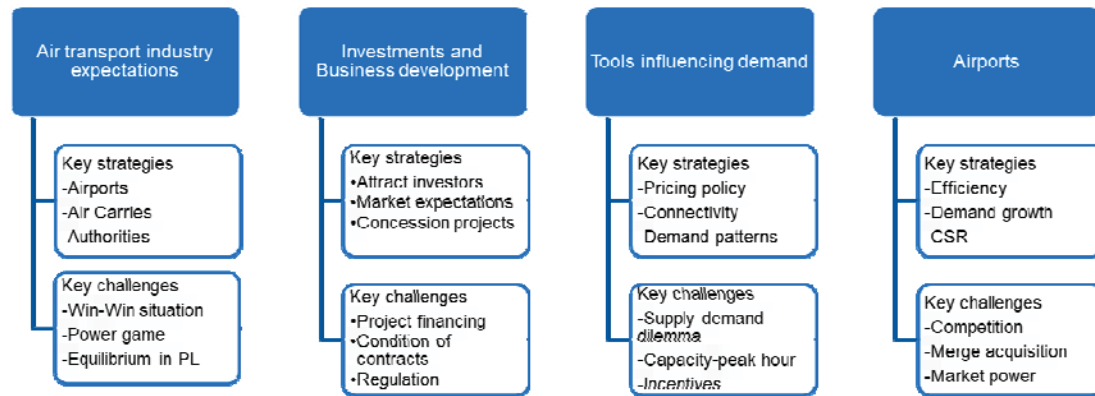 Air transport industry
expectations
Key strategies
-Airports
-Air Carries
Authorities
Key challenges
-Win-Win situation
-Power game
-Equilibrium in PL
Investments and
Business development
Key strategies
•Attract investors
•Market expectations
•Concession projects
Key challenges
•Project financing
•Condition of
contracts
•Regulation
Tools influencing demand
Key strategies
-Pricing policy
-Connectivity
Demand patterns
Key challenges
-Supply demand
dilemma
-Capacity-peak hour
-Incentives
Airports
Key strategies
-Efficiency
-Demand growth
CSR
Key challenges
-Competition
-Merge acquisition
-Market power